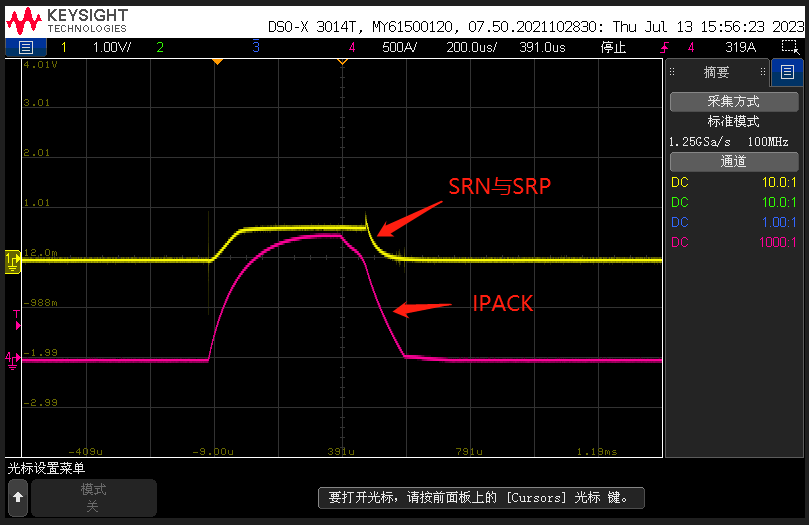 KEYSIGHT
TECHNOLOGIES
DSO-X 3014T, MY61500120, 07.50.2021102830: Thu Jul 13 15:56:23 2023
1 1.00V/ 2 3 4 500A/ 200.0us/ 391.0us 停止 4 319A
4.01V
3.01
2.01
1.01
12.0m
-988m
-1.99
-2.99
1
T
4
SRN与SRP
IPACK
-409u -9.00u 391u 791u 1.19ms
摘要
采集方式
标准模式
1.25GSa/s 100MHz
通道
DC 10.0:1
DC 10.0:1
DC 1.00:1
DC 1000:1
光标设置菜单
模式
关
要打开光标，请按前面板上的 [Cursors] 光标 键。